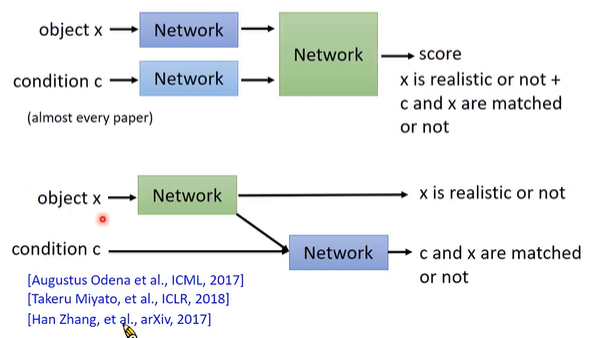 object x
Network
condition c
Network
(almost every paper)
Network
score
x is realistic or not +
c and x are matched
or not
object x
Network
x is realistic or not
condition c
Network
c and x are matched
or not
[Augustus Odena et al., ICML, 2017]
[Takeru Miyato, et al., ICLR, 2018]
[Han Zhang, et al., arXiv, 2017]